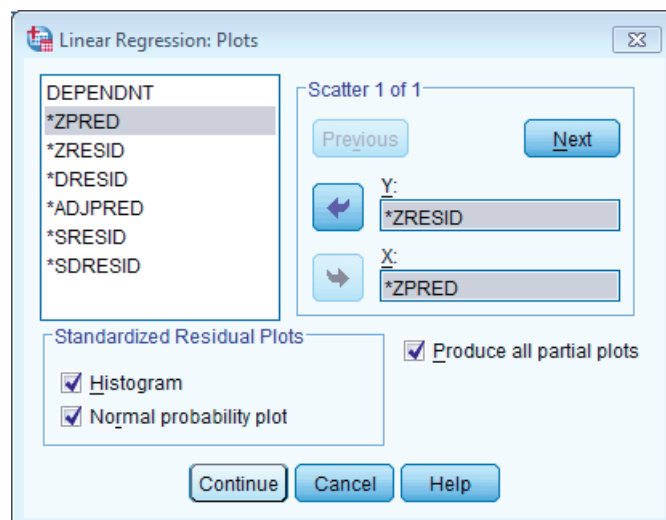 Linear Regression: Plots
DEPENDNT
*ZPRED
*ZRESID
*DRESID
*ADJPRED
*SRESID
*SDRESID
Scatter 1 of 1
Previous
Next
Y:
*ZRESID
X:
*ZPRED
Standardized Residual Plots
Histogram
Normal probability plot
Produce all partial plots
Continue
Cancel
Help